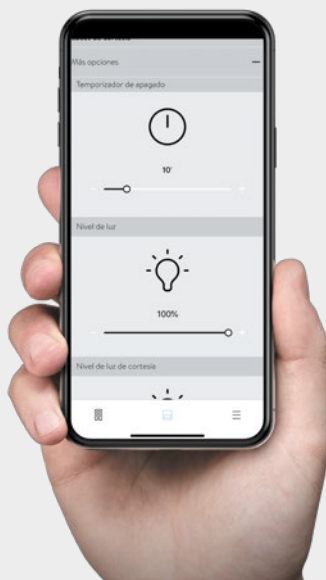 Más opciones
Temporizador de apagado
10'
Nivel de luz
100%
Nivel de luz de cortesía